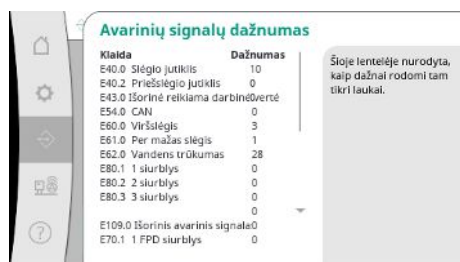 Avarinių signalų dažnumas
Klaida Dažnumas
E40.0 Slėgio jutiklis 10
E40.2 Priešslėgio jutiklis 0
E43.0 Išorinė reikiama darbinė vertė 0
E54.0 CAN 0
E60.0 Viršslėgis 3
E61.0 Per mažas slėgis 1
E62.0 Vandens trūkumas 28
E80.1 1 siurblys 0
E80.2 2 siurblys 0
E80.3 3 siurblys 0
0
E109.0 Išorinis avarinis signala 0
E70.1 1 FPD siurblys 0
Šioje lentelėje nurodyta,
kaip dažnai rodomi tam
tikri laukai.